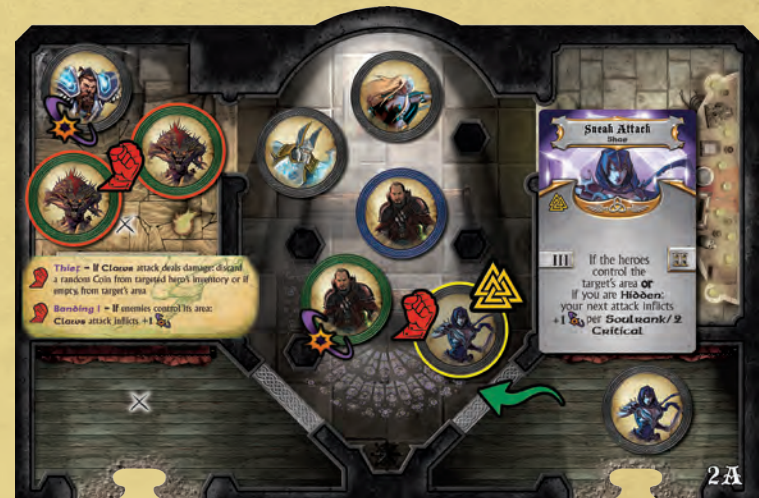 Sneak Attack
Shae
III
II
If the heroes
control the
target's area or
if you are Hidden:
your next attack inflicts
+1 per Soulrank/2
Critical
Thief - If Claws attack deals damage: discard
a random Coin from targeted hero's inventory or if
empty, from target's area
Banding 1 - If enemies control its area:
Claws attack inflicts +1
2A